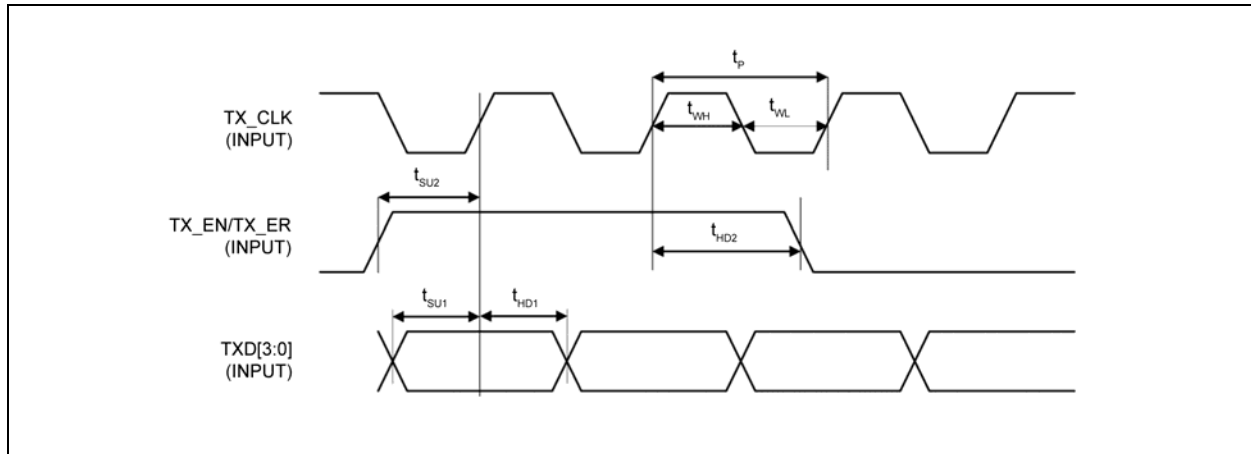 t_P
TX_CLK
(INPUT)
t_WH
t_WL
t_SU2
TX_EN/TX_ER
(INPUT)
t_HD2
t_SU1
t_HD1
TXD[3:0]
(INPUT)